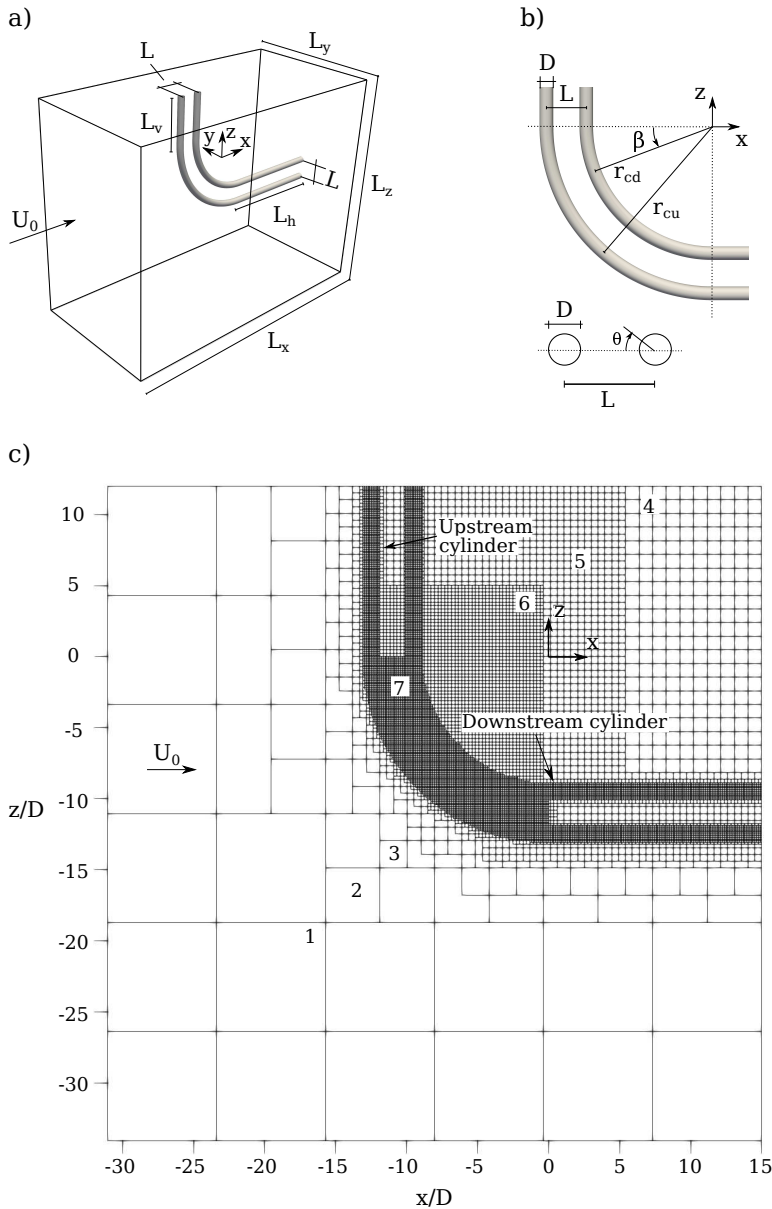 a)
L
L_y
L_v
y
z
x
L
L_z
L_h
U_0
L_x
b)
D
L
z
β
x
r_cd
r_cu
D
θ
L
c)
10
5
0
-5
-10
-15
-20
-25
-30
z/D
4
Upstream
cylinder
5
6
z
x
7
Downstream cylinder
U_0
3
2
1
-30
-25
-20
-15
-10
-5
0
5
10
15
x/D